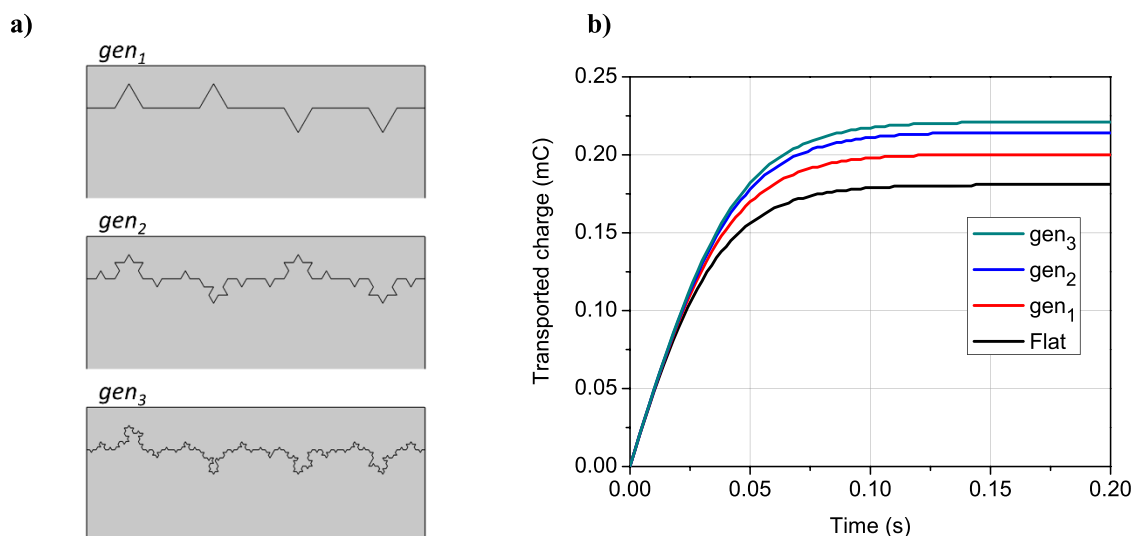 a)
gen₁
gen₂
gen₃
b)
Transported charge (mC)
0.25
0.20
0.15
0.10
0.05
0.00
gen₃
gen₂
gen₁
Flat
0.00 0.05 0.10 0.15 0.20
Time (s)